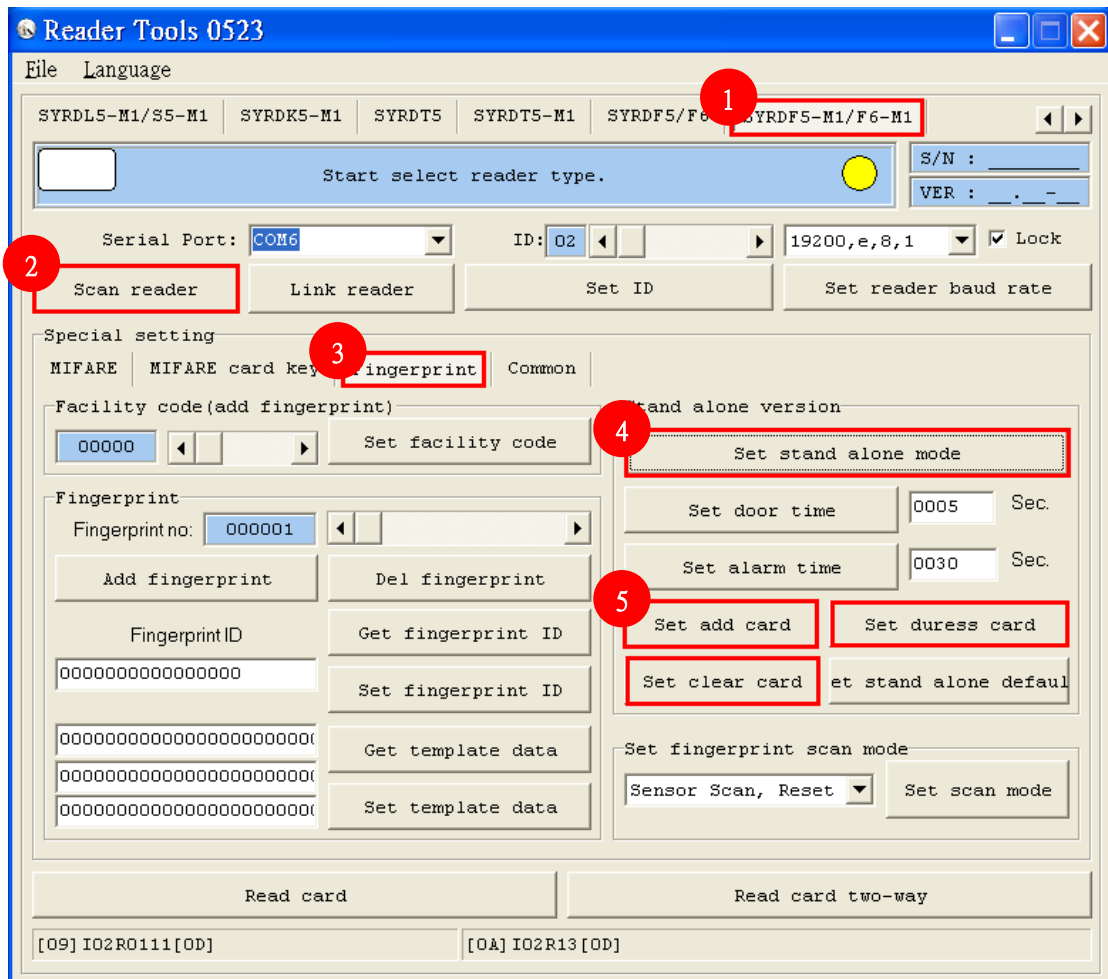 Reader Tools 0523
File Language
1
SYRDL5-M1/S5-M1 SYRDK5-M1 SYRDT5 SYRDT5-M1 SYRDF5/F6 SYRDF5-M1/F6-M1
Start select reader type.
S/N : ________
VER : __.__-__
Serial Port: COM6 ID: 02 19200,e,8,1 Lock
2
Scan reader Link reader Set ID Set reader baud rate
Special setting
3
MIFARE MIFARE card key Fingerprint Common
Facility code(add fingerprint)
00000 Set facility code
Fingerprint
Fingerprint no: 000001
Add fingerprint Del fingerprint
Fingerprint ID Get fingerprint ID
0000000000000000
Set fingerprint ID
Get template data
Set template data
Stand alone version
4
Set stand alone mode
Set door time 0005 Sec.
Set alarm time 0030 Sec.
5
Set add card Set duress card
Set clear card et stand alone defaul
Set fingerprint scan mode
Sensor Scan, Reset Set scan mode
Read card Read card two-way
[09]I02R0111[0D] [0A]I02R13[0D]